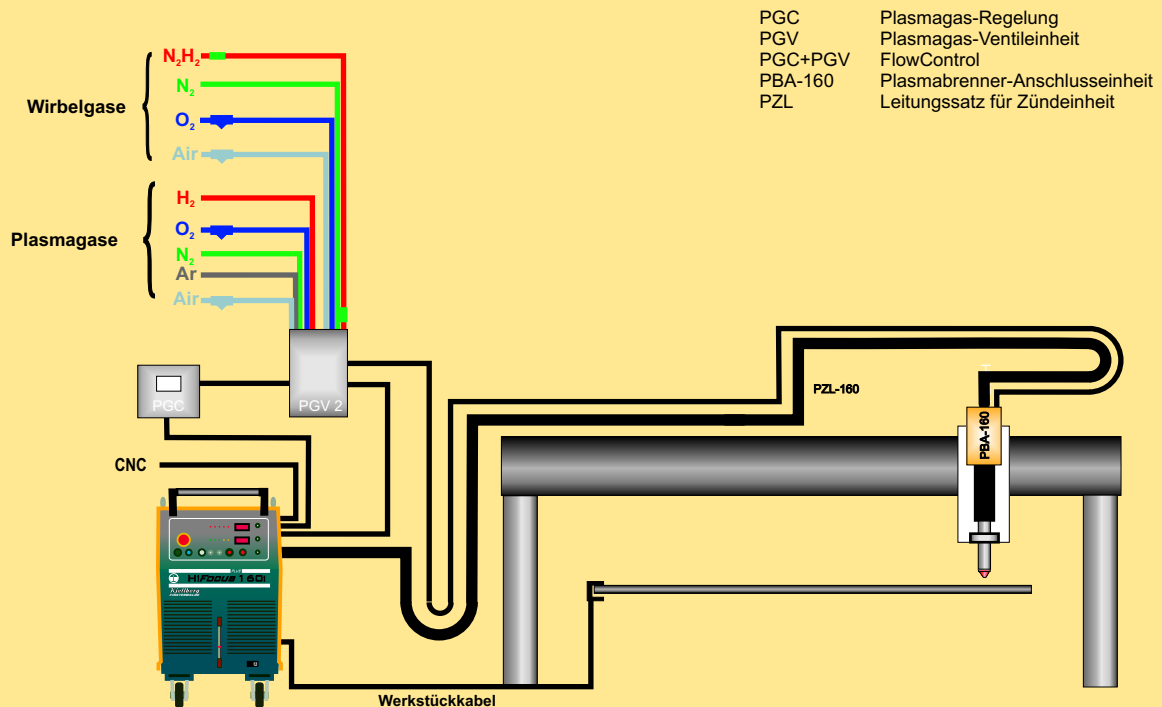 PGC Plasmagas-Regelung
PGV Plasmagas-Ventileinheit
PGC+PGV FlowControl
PBA-160 Plasmabrenner-Anschlusseinheit
PZL Leitungssatz für Zündeinheit
Wirbelgase
N₂H₂
N₂
O₂
Air
Plasmagase
H₂
O₂
N₂
Ar
Air
PGC
PGV 2
CNC
PZL-160
PBA-160
HiFocus 160i
Kjellberg
FINSTERWALDE
Werkstückkabel